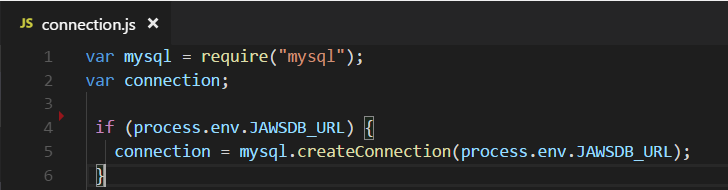 JS connection.js ×
1 var mysql = require("mysql");
2 var connection;
3
4 if (process.env.JAWSDB_URL) {
5 connection = mysql.createConnection(process.env.JAWSDB_URL);
6 }